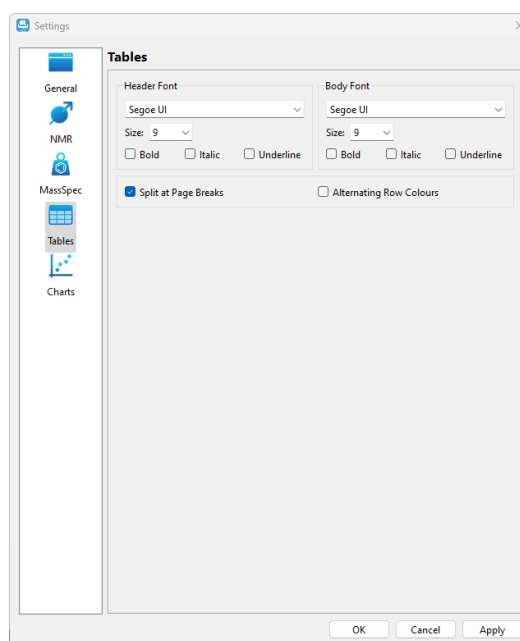 Settings
General
NMR
MassSpec
Tables
Charts
Tables
Header Font
Segoe UI
Size: 9
Bold Italic Underline
Body Font
Segoe UI
Size: 9
Bold Italic Underline
Split at Page Breaks
Alternating Row Colours
OK Cancel Apply